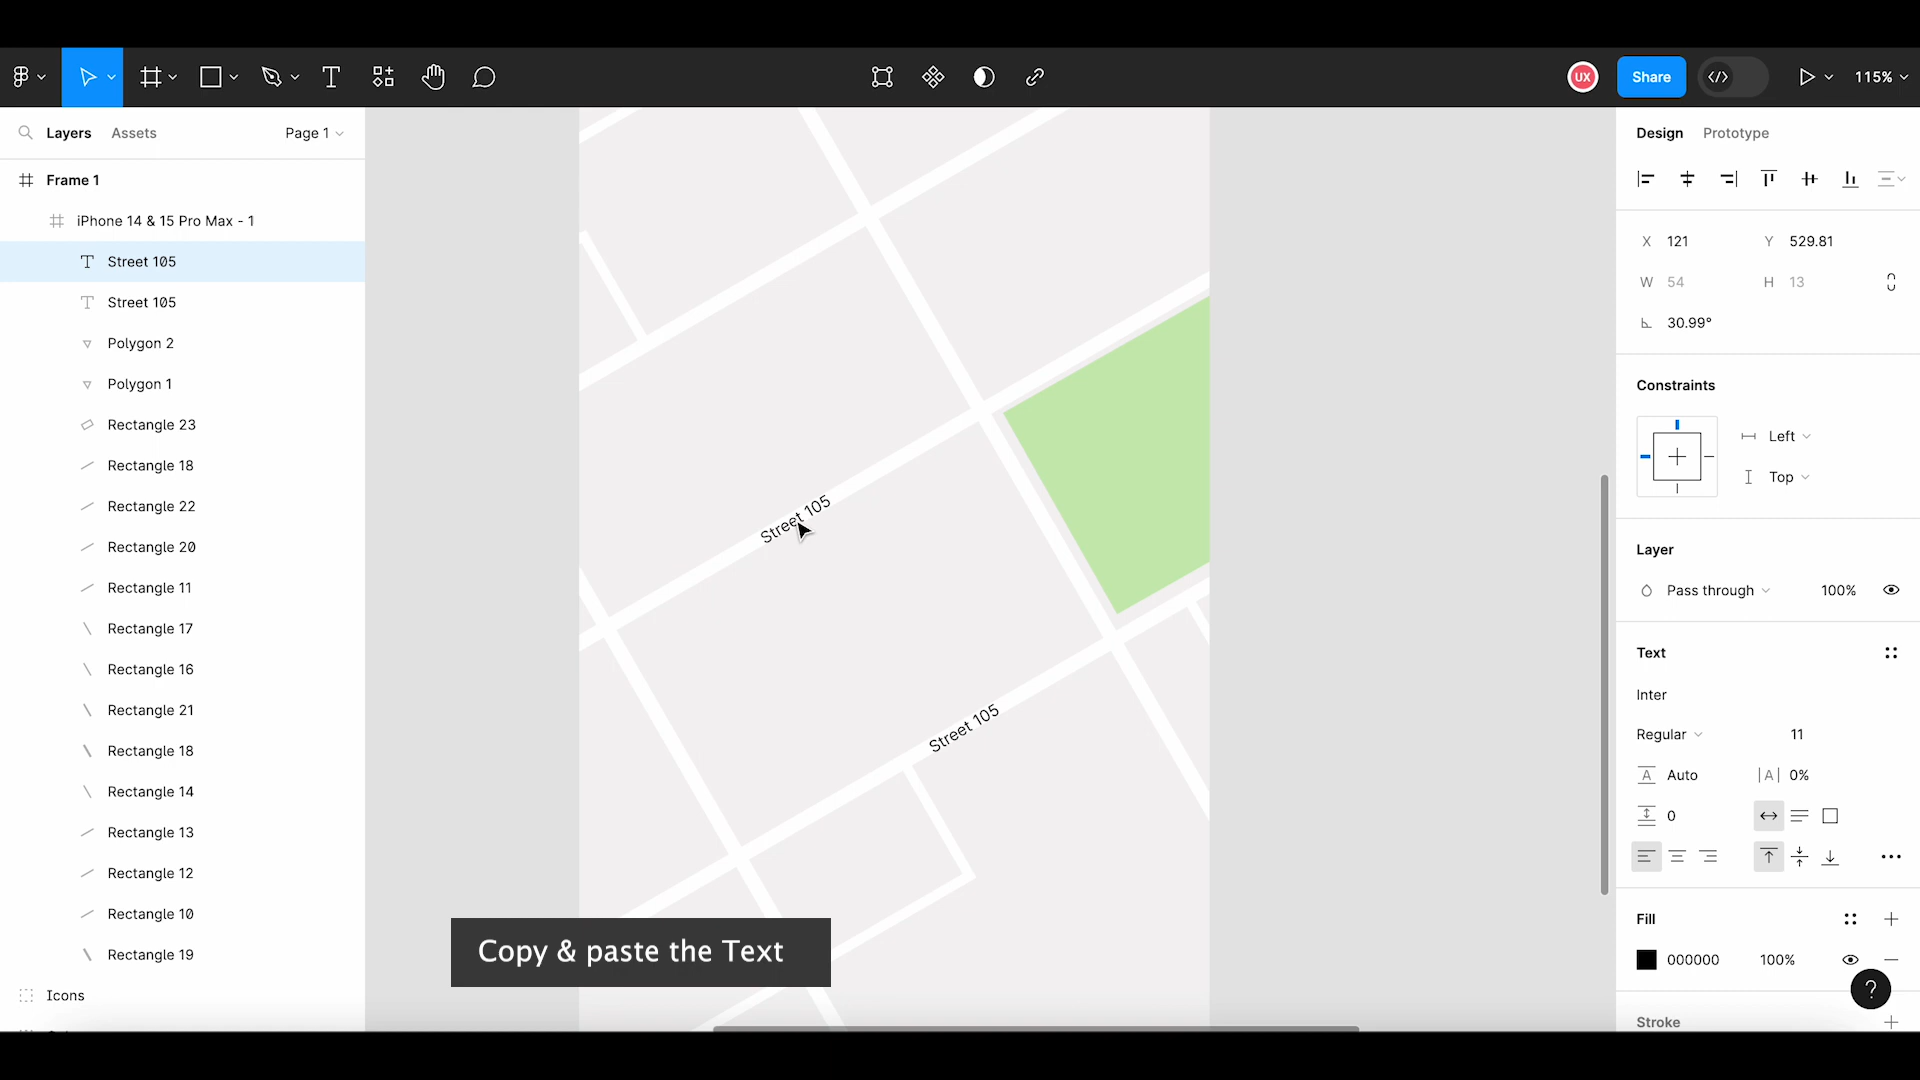 UX
Share
115%
Layers
Assets
Page 1
Frame 1
iPhone 14 & 15 Pro Max - 1
Street 105
Street 105
Polygon 2
Polygon 1
Rectangle 23
Rectangle 18
Rectangle 22
Rectangle 20
Rectangle 11
Rectangle 17
Rectangle 16
Rectangle 21
Rectangle 18
Rectangle 14
Rectangle 13
Rectangle 12
Rectangle 10
Rectangle 19
Icons
Street 105
Street 105
Copy & paste the Text
Design
Prototype
X 121
Y 529.81
W 54
H 13
30.99°
Constraints
Left
Top
Layer
Pass through
100%
Text
Inter
Regular
11
A Auto
|A| 0%
0
Fill
000000
100%
?
Stroke